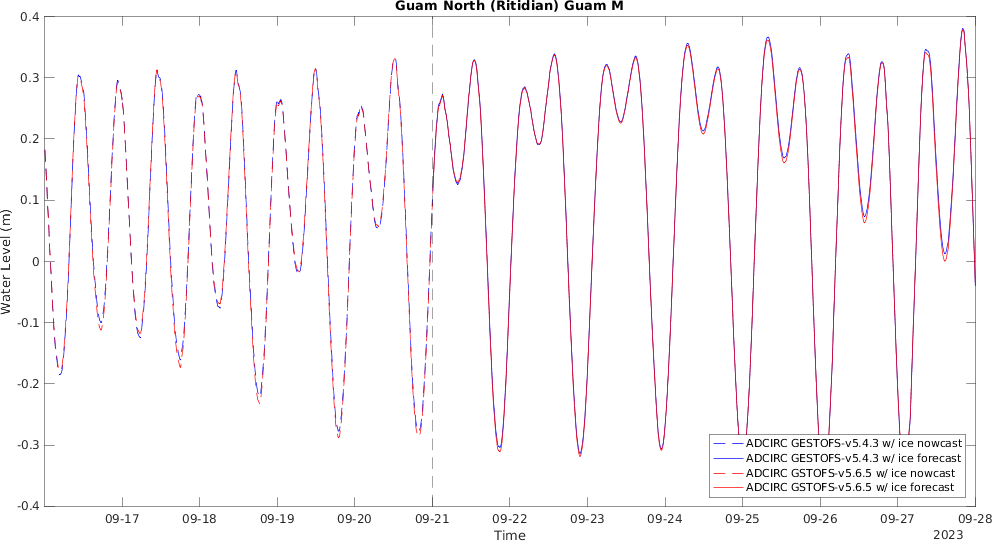 Guam North (Ritidian) Guam M
0.4
0.3
0.2
0.1
0
-0.1
-0.2
-0.3
-0.4
Water Level (m)
ADCIRC GESTOFS-v5.4.3 w/ ice nowcast
ADCIRC GESTOFS-v5.4.3 w/ ice forecast
ADCIRC GSTOFS-v5.6.5 w/ ice nowcast
ADCIRC GSTOFS-v5.6.5 w/ ice forecast
09-17 09-18 09-19 09-20 09-21 09-22 09-23 09-24 09-25 09-26 09-27 09-28
Time
2023